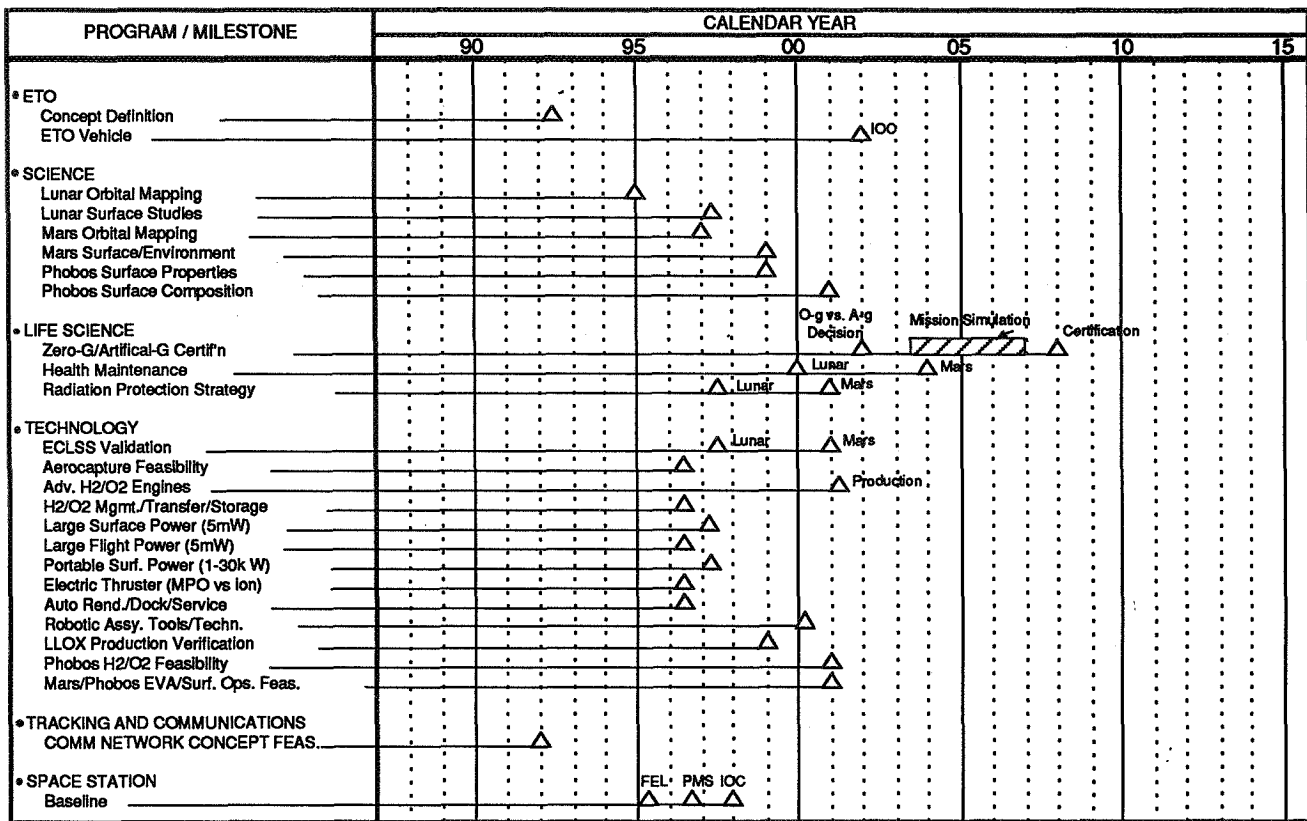 PROGRAM / MILESTONE
CALENDAR YEAR
90 95 00 05 10 15
• ETO
Concept Definition
ETO Vehicle IOO
• SCIENCE
Lunar Orbital Mapping
Lunar Surface Studies
Mars Orbital Mapping
Mars Surface/Environment
Phobos Surface Properties
Phobos Surface Composition
• LIFE SCIENCE
O-g vs. A-g Decision
Mission Simulation
Zero-G/Artifical-G Certif'n Certification
Health Maintenance Lunar Mars
Radiation Protection Strategy Lunar Mars
• TECHNOLOGY
ECLSS Validation Lunar Mars
Aerocapture Feasibility
Adv. H2/O2 Engines Production
H2/O2 Mgmt./Transfer/Storage
Large Surface Power (5mW)
Large Flight Power (5mW)
Portable Surf. Power (1-30k W)
Electric Thruster (MPO vs Ion)
Auto Rend./Dock/Service
Robotic Assy. Tools/Techn.
LLOX Production Verification
Phobos H2/O2 Feasibility
Mars/Phobos EVA/Surf. Ops. Feas.
• TRACKING AND COMMUNICATIONS
COMM NETWORK CONCEPT FEAS.
• SPACE STATION
FEL PMS IOC
Baseline